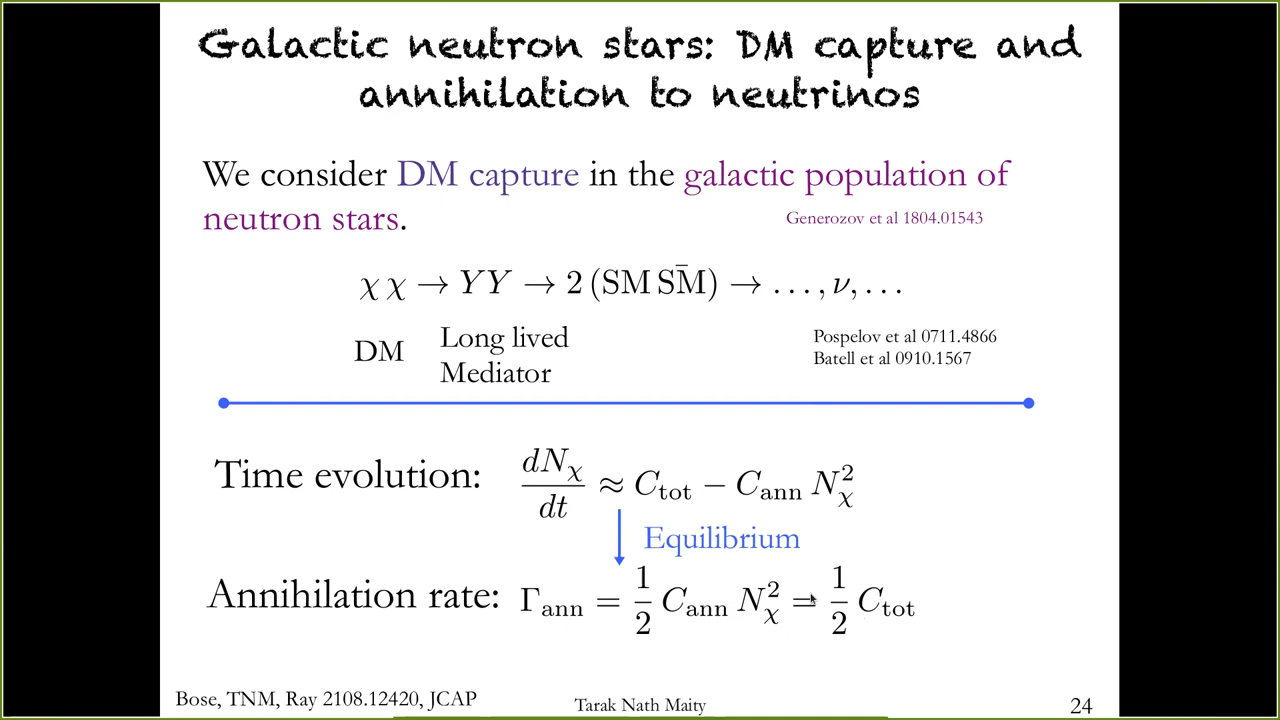 Galactic neutron stars: DM capture and
annihilation to neutrinos
We consider DM capture in the galactic population of
neutron stars.
Generozov et al 1804.01543
χ χ → Y Y → 2 (SM SM̄) → . . . , ν, . . .
DM
Long lived
Mediator
Pospelov et al 0711.4866
Batell et al 0910.1567
Time evolution: dN_χ/dt ≈ C_tot − C_ann N_χ^2
Equilibrium
Annihilation rate: Γ_ann = 1/2 C_ann N_χ^2 = 1/2 C_tot
Bose, TNM, Ray 2108.12420, JCAP
Tarak Nath Maity
24